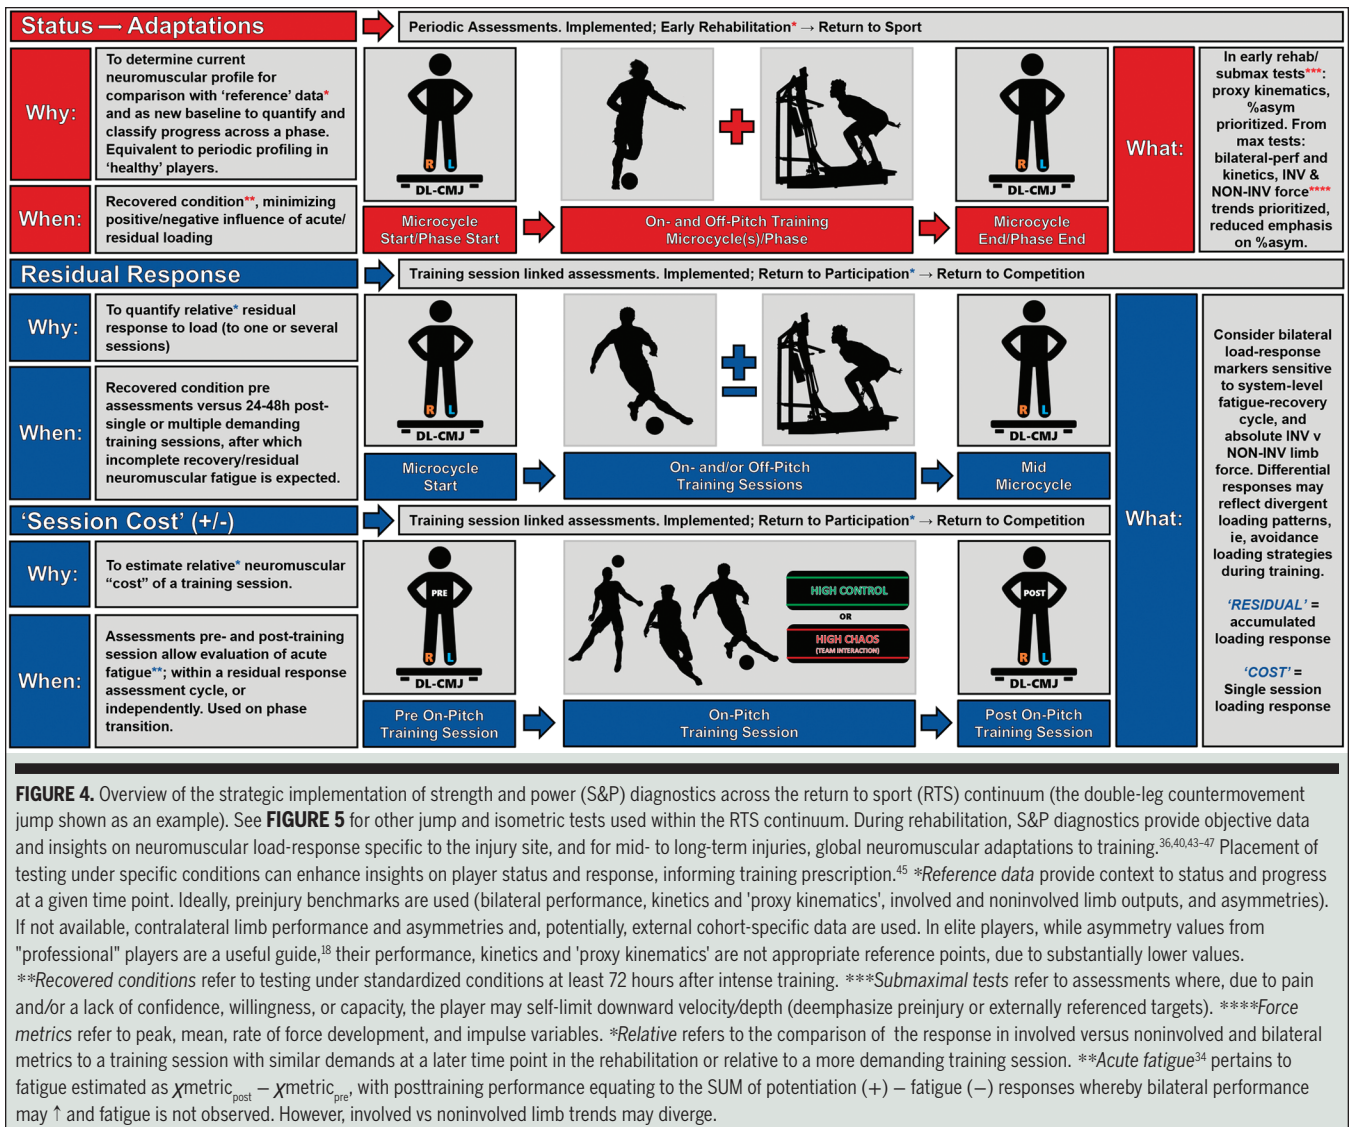 Status — Adaptations
Periodic Assessments. Implemented; Early Rehabilitation* → Return to Sport
Why:
To determine current
neuromuscular profile for
comparison with ‘reference’ data*
and as new baseline to quantify and
classify progress across a phase.
Equivalent to periodic profiling in
‘healthy’ players.
When:
Recovered condition**, minimizing
positive/negative influence of acute/
residual loading
R L
DL-CMJ
Microcycle
Start/Phase Start
On- and Off-Pitch Training
Microcycle(s)/Phase
R L
DL-CMJ
Microcycle
End/Phase End
What:
In early rehab/
submax tests***:
proxy kinematics,
%asym
prioritized. From
max tests:
bilateral-perf and
kinetics, INV &
NON-INV force****
trends prioritized,
reduced emphasis
on %asym.
Residual Response
Training session linked assessments. Implemented; Return to Participation* → Return to Competition
Why:
To quantify relative* residual
response to load (to one or several
sessions)
When:
Recovered condition pre
assessments versus 24-48h post-
single or multiple demanding
training sessions, after which
incomplete recovery/residual
neuromuscular fatigue is expected.
R L
DL-CMJ
Microcycle
Start
On- and/or Off-Pitch
Training Sessions
R L
DL-CMJ
Mid
Microcycle
‘Session Cost’ (+/-)
Training session linked assessments. Implemented; Return to Participation* → Return to Competition
Why:
To estimate relative* neuromuscular
“cost” of a training session.
When:
Assessments pre- and post-training
session allow evaluation of acute
fatigue**; within a residual response
assessment cycle, or
independently. Used on phase
transition.
PRE
R L
DL-CMJ
Pre On-Pitch
Training Session
HIGH CONTROL
OR
HIGH CHAOS
(TEAM INTERACTION)
On-Pitch
Training Session
POST
R L
DL-CMJ
Post On-Pitch
Training Session
What:
Consider bilateral
load-response
markers sensitive
to system-level
fatigue-recovery
cycle, and
absolute INV v
NON-INV limb
force. Differential
responses may
reflect divergent
loading patterns,
ie, avoidance
loading strategies
during training.
‘RESIDUAL’ =
accumulated
loading response
‘COST’ =
Single session
loading response
FIGURE 4. Overview of the strategic implementation of strength and power (S&P) diagnostics across the return to sport (RTS) continuum (the double-leg countermovement
jump shown as an example). See FIGURE 5 for other jump and isometric tests used within the RTS continuum. During rehabilitation, S&P diagnostics provide objective data
and insights on neuromuscular load-response specific to the injury site, and for mid- to long-term injuries, global neuromuscular adaptations to training.36,40,43–47 Placement of
testing under specific conditions can enhance insights on player status and response, informing training prescription.45 *Reference data provide context to status and progress
at a given time point. Ideally, preinjury benchmarks are used (bilateral performance, kinetics and 'proxy kinematics', involved and noninvolved limb outputs, and asymmetries).
If not available, contralateral limb performance and asymmetries and, potentially, external cohort-specific data are used. In elite players, while asymmetry values from
"professional" players are a useful guide,18 their performance, kinetics and 'proxy kinematics' are not appropriate reference points, due to substantially lower values.
**Recovered conditions refer to testing under standardized conditions at least 72 hours after intense training. ***Submaximal tests refer to assessments where, due to pain
and/or a lack of confidence, willingness, or capacity, the player may self-limit downward velocity/depth (deemphasize preinjury or externally referenced targets). ****Force
metrics refer to peak, mean, rate of force development, and impulse variables. *Relative refers to the comparison of the response in involved versus noninvolved and bilateral
metrics to a training session with similar demands at a later time point in the rehabilitation or relative to a more demanding training session. **Acute fatigue34 pertains to
fatigue estimated as χmetricpost – χmetricpre, with posttraining performance equating to the SUM of potentiation (+) – fatigue (–) responses whereby bilateral performance
may ↑ and fatigue is not observed. However, involved vs noninvolved limb trends may diverge.